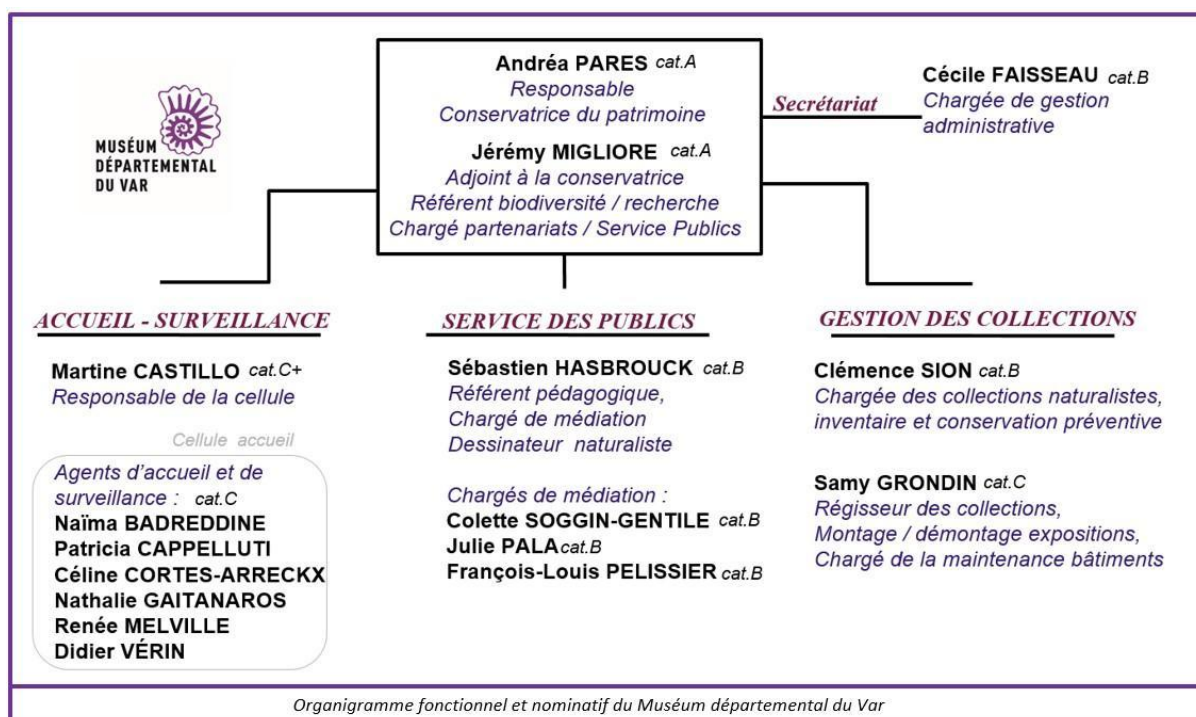 MUSÉUM
DÉPARTEMENTAL
DU VAR
Andréa PARES cat.A
Responsable
Conservatrice du patrimoine
Jérémy MIGLIORE cat.A
Adjoint à la conservatrice
Référent biodiversité / recherche
Chargé partenariats / Service Publics
Secrétariat
Cécile FAISSEAU cat.B
Chargée de gestion
administrative
ACCUEIL - SURVEILLANCE
Martine CASTILLO cat.C+
Responsable de la cellule
Cellule accueil
Agents d'accueil et de
surveillance : cat.C
Naïma BADREDDINE
Patricia CAPPELLUTI
Céline CORTES-ARRECKX
Nathalie GAITANAROS
Renée MELVILLE
Didier VÉRIN
SERVICE DES PUBLICS
Sébastien HASBROUCK cat.B
Référent pédagogique,
Chargé de médiation
Dessinateur naturaliste
Chargés de médiation :
Colette SOGGIN-GENTILE cat.B
Julie PALA cat.B
François-Louis PELISSIER cat.B
GESTION DES COLLECTIONS
Clémence SION cat.B
Chargée des collections naturalistes,
inventaire et conservation préventive
Samy GRONDIN cat.C
Régisseur des collections,
Montage / démontage expositions,
Chargé de la maintenance bâtiments
Organigramme fonctionnel et nominatif du Muséum départemental du Var